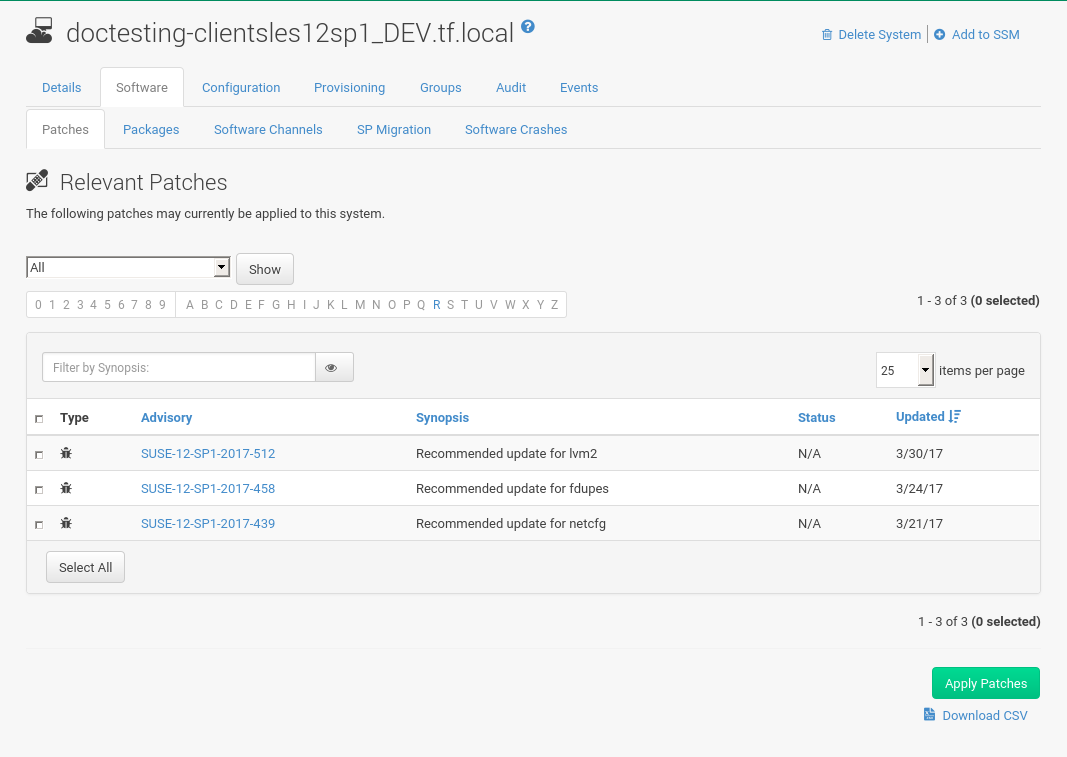 doctesting-clientsles12sp1_DEV.tf.local ?
Delete System | Add to SSM
Details Software Configuration Provisioning Groups Audit Events
Patches Packages Software Channels SP Migration Software Crashes
Relevant Patches
The following patches may currently be applied to this system.
All Show
0 1 2 3 4 5 6 7 8 9 A B C D E F G H I J K L M N O P Q R S T U V W X Y Z
1 - 3 of 3 (0 selected)
Filter by Synopsis:
25 items per page
Type Advisory Synopsis Status Updated
SUSE-12-SP1-2017-512 Recommended update for lvm2 N/A 3/30/17
SUSE-12-SP1-2017-458 Recommended update for fdupes N/A 3/24/17
SUSE-12-SP1-2017-439 Recommended update for netcfg N/A 3/21/17
Select All
1 - 3 of 3 (0 selected)
Apply Patches
Download CSV